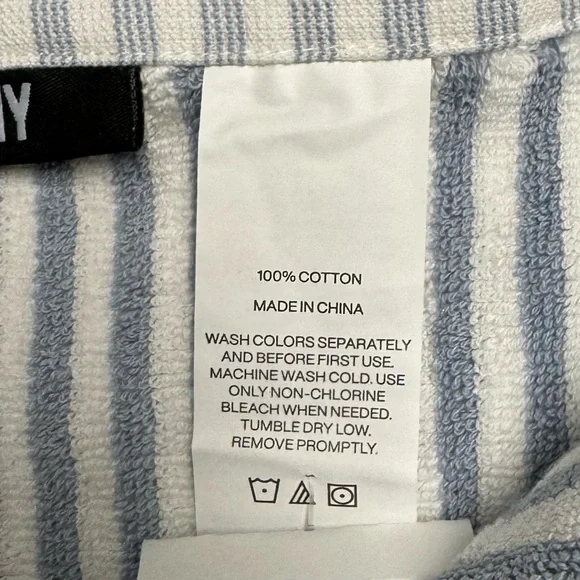 100% COTTON
MADE IN CHINA
WASH COLORS SEPARATELY
AND BEFORE FIRST USE.
MACHINE WASH COLD. USE
ONLY NON-CHLORINE
BLEACH WHEN NEEDED.
TUMBLE DRY LOW.
REMOVE PROMPTLY.